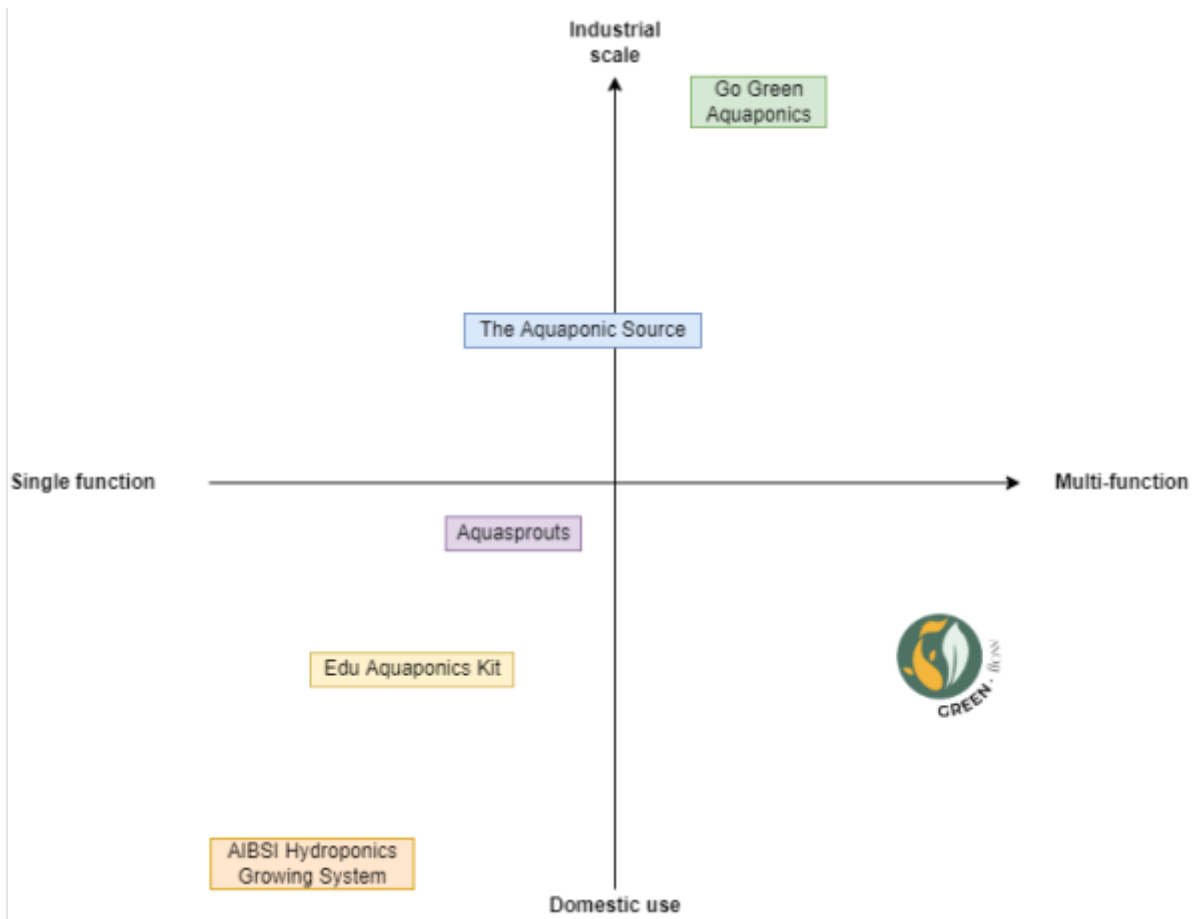 Industrial
scale
Go Green
Aquaponics
The Aquaponic Source
Single function
Multi-function
Aquasprouts
Edu Aquaponics Kit
GREEN
AIBSI Hydroponics
Growing System
Domestic use